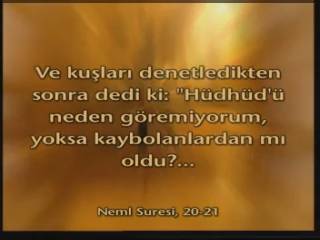 Ve kuşları denetledikten
sonra dedi ki: "Hüdhüd'ü
neden göremiyorum,
yoksa kaybolanlardan mı
oldu?...
Neml Suresi, 20-21